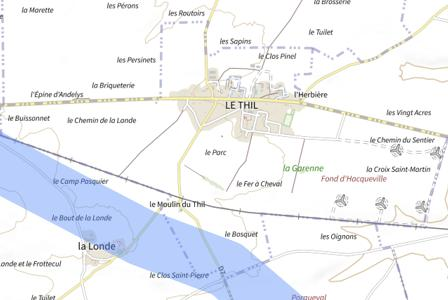 la Marette
les Pérons
la Brosserie
les Routoirs
les Sapins
le Tuilet
les Persinets
le Clos Pinel
la Briqueterie
l'Épine d'Andelys
l'Herbière
LE THIL
le Buissonnet
le Chemin de la Lande
les Vingt Acres
le Chemin du Sentier
le Parc
la Garenne
la Croix Saint-Martin
le Camp Pasquier
le Fer à Cheval
Fond d'Hacqueville
le Moulin du Thil
le Bout de la Londe
le Bosquet
les Oignons
la Londe
Londe et le Frottecul
le Clos Saint-Pierre
le Tuilet
Porqueval